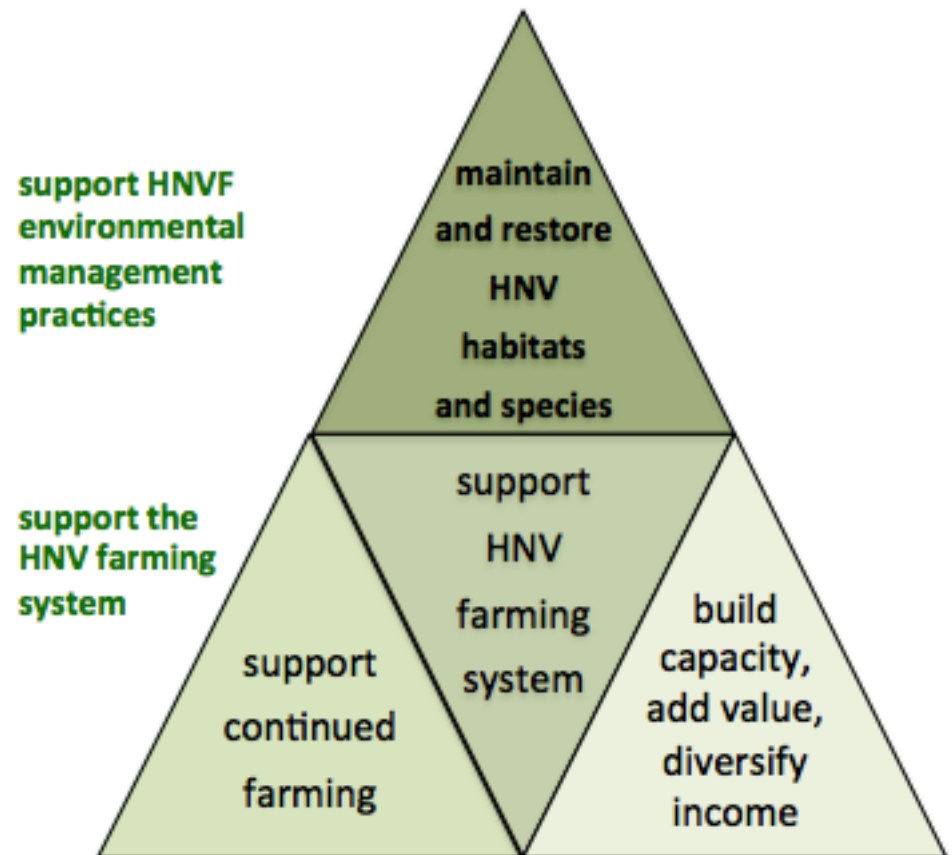 support HNVF
environmental
management
practices
maintain
and restore
HNV
habitats
and species
support the
HNV farming
system
support
HNV
farming
system
support
continued
farming
build
capacity,
add value,
diversify
income